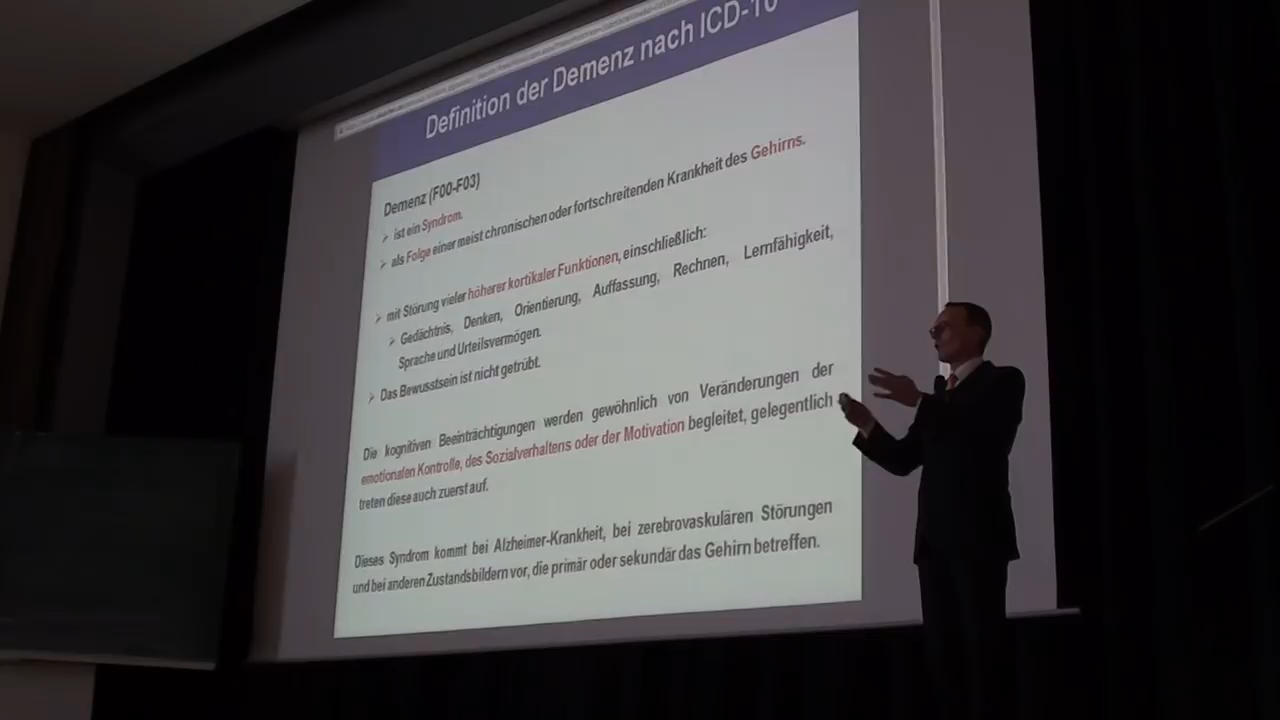 Definition der Demenz nach ICD-10
Demenz (F00-F03)
➢ ist ein Syndrom.
➢ als Folge einer meist chronischen oder fortschreitenden Krankheit des Gehirns.
➢ mit Störung vieler höherer kortikaler Funktionen, einschließlich:
➢ Gedächtnis, Denken, Orientierung, Auffassung, Rechnen, Lernfähigkeit,
Sprache und Urteilsvermögen.
➢ Das Bewusstsein ist nicht getrübt.
Die kognitiven Beeinträchtigungen werden gewöhnlich von Veränderungen der
emotionalen Kontrolle, des Sozialverhaltens oder der Motivation begleitet, gelegentlich
treten diese auch zuerst auf.
Dieses Syndrom kommt bei Alzheimer-Krankheit, bei zerebrovaskulären Störungen
und bei anderen Zustandsbildern vor, die primär oder sekundär das Gehirn betreffen.